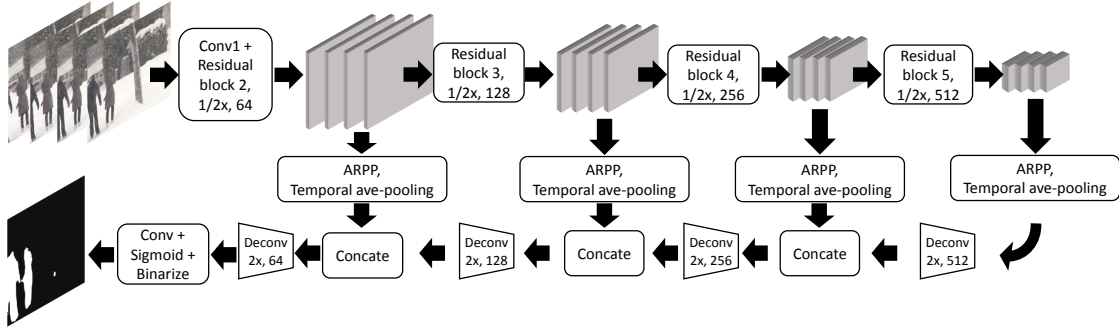 Conv1 +
Residual
block 2,
1/2x, 64
Residual
block 3,
1/2x, 128
Residual
block 4,
1/2x, 256
Residual
block 5,
1/2x, 512
ARPP,
Temporal ave-pooling
ARPP,
Temporal ave-pooling
ARPP,
Temporal ave-pooling
ARPP,
Temporal ave-pooling
Conv +
Sigmoid +
Binarize
Deconv
2x, 64
Concate
Deconv
2x, 128
Concate
Deconv
2x, 256
Concate
Deconv
2x, 512